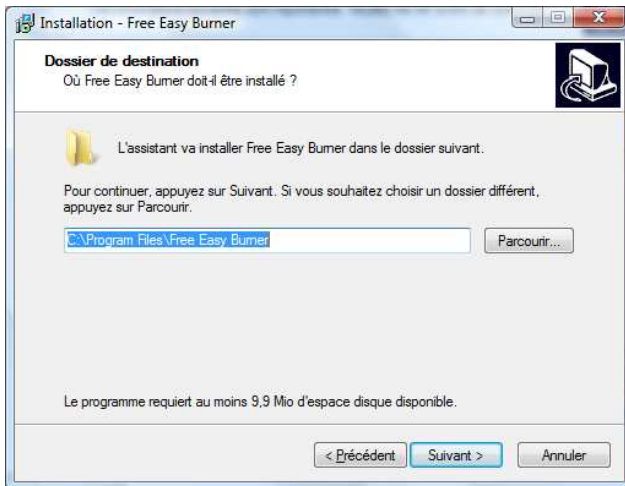 Installation - Free Easy Burner
Dossier de destination
Où Free Easy Burner doit-il être installé ?
L'assistant va installer Free Easy Burner dans le dossier suivant.
Pour continuer, appuyez sur Suivant. Si vous souhaitez choisir un dossier différent,
appuyez sur Parcourir.
C:\Program Files\Free Easy Burner
Parcourir...
Le programme requiert au moins 9,9 Mio d'espace disque disponible.
< Précédent
Suivant >
Annuler